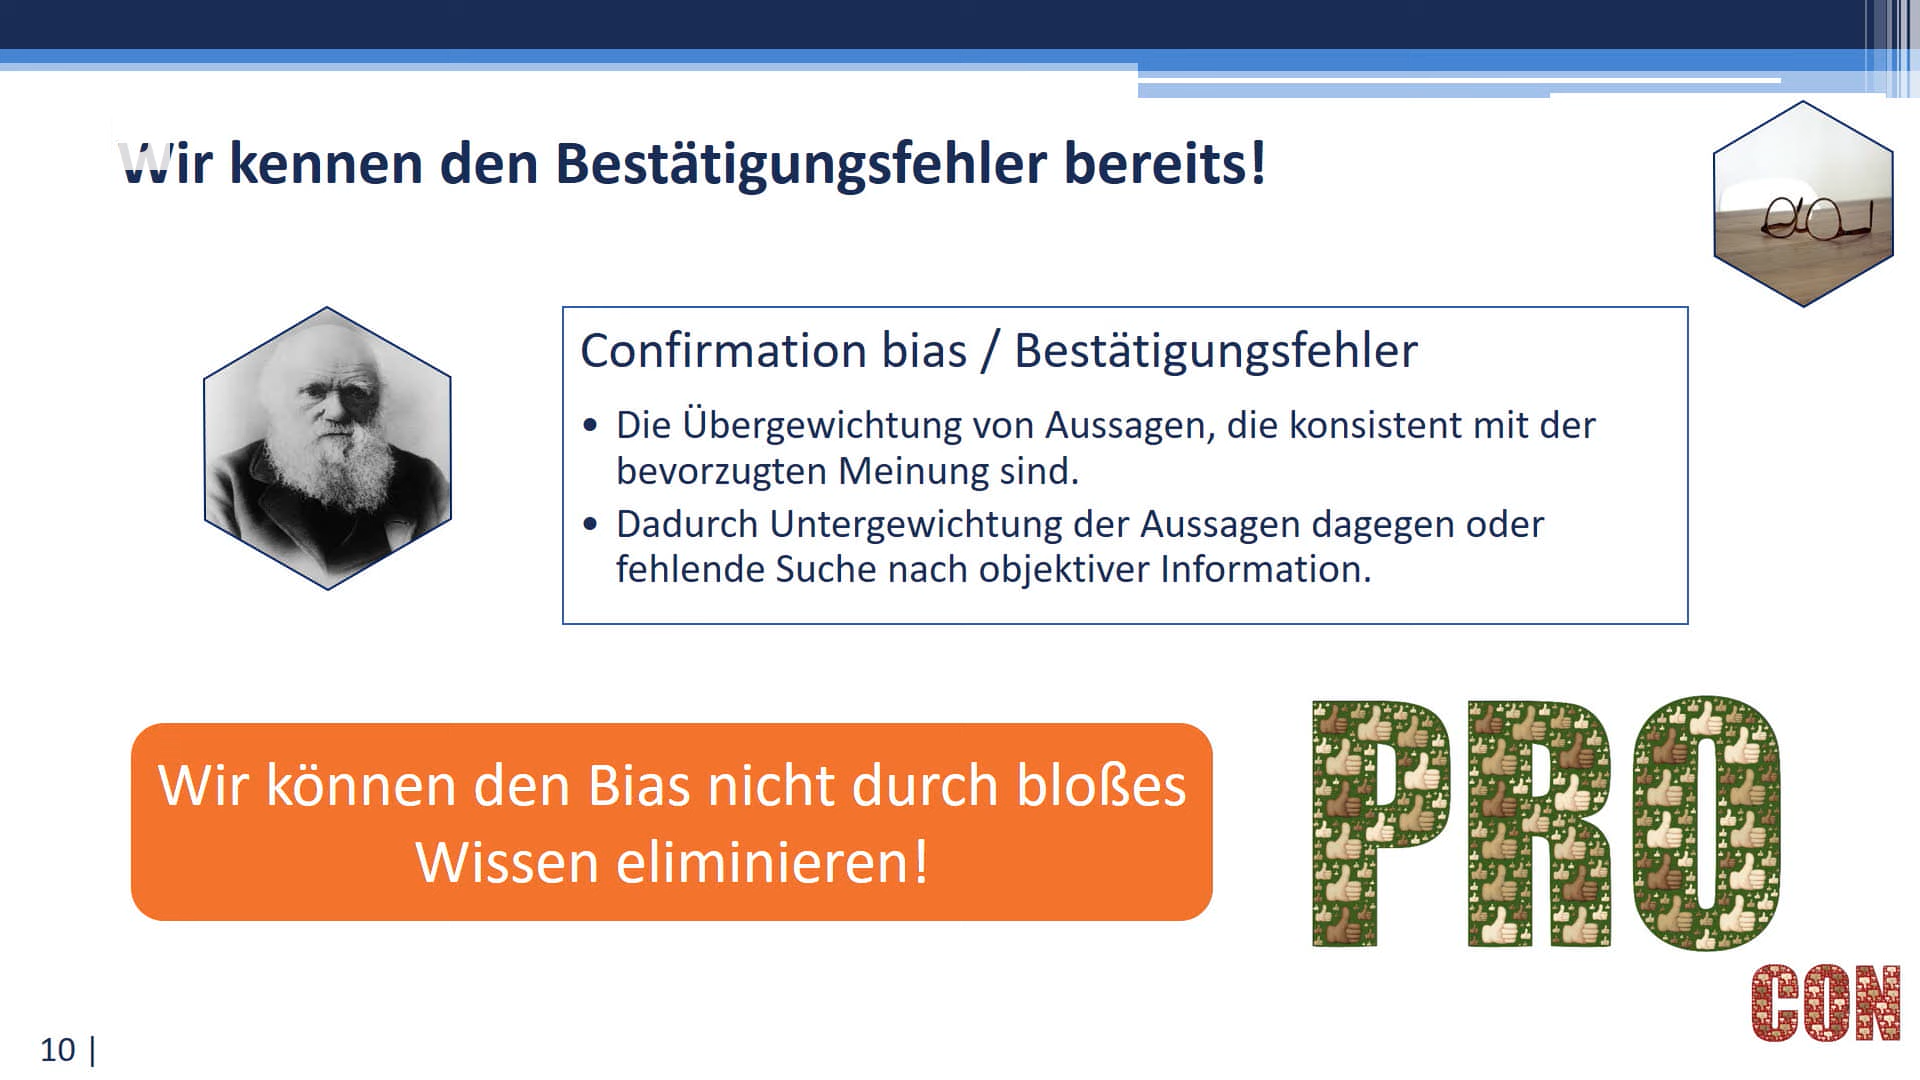 Wir kennen den Bestätigungsfehler bereits!
Confirmation bias / Bestätigungsfehler
• Die Übergewichtung von Aussagen, die konsistent mit der
bevorzugten Meinung sind.
• Dadurch Untergewichtung der Aussagen dagegen oder
fehlende Suche nach objektiver Information.
Wir können den Bias nicht durch bloßes
Wissen eliminieren!
PRO
CON
10 |